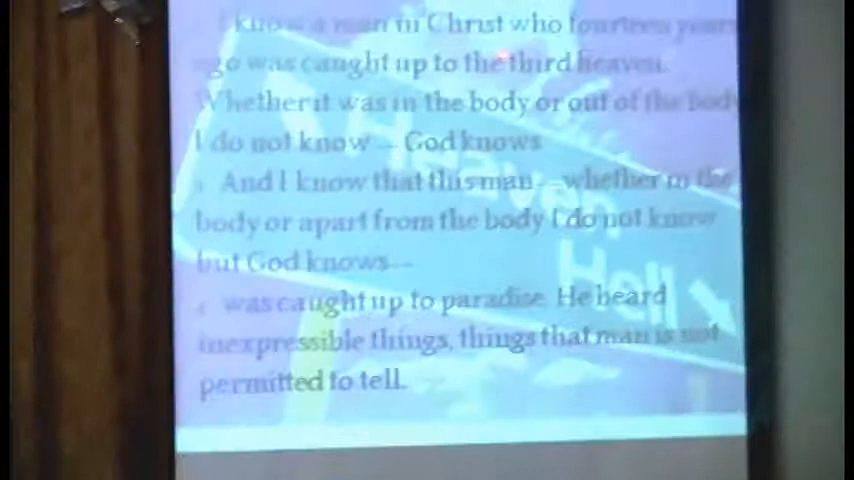 I know a man in Christ who fourteen years
ago was caught up to the third heaven.
Whether it was in the body or out of the body
I do not know— God knows
And I know that this man—whether in the
body or apart from the body I do not know
but God knows—
4 was caught up to paradise. He heard
inexpressible things, things that man is not
permitted to tell.
Heaven
Hell